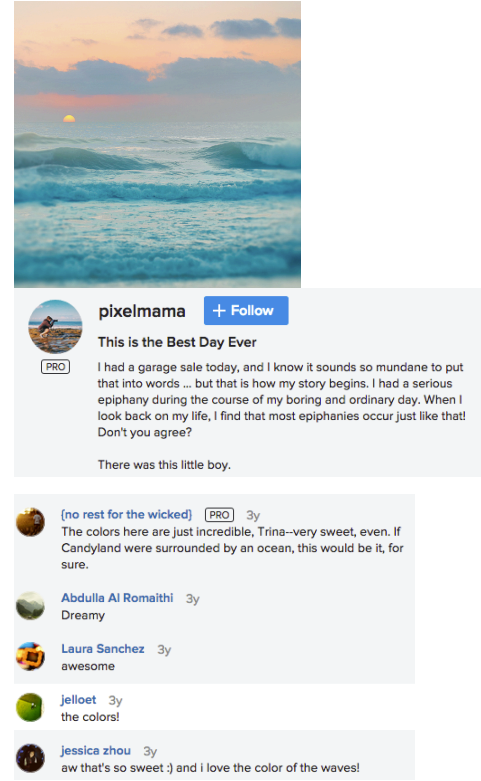 pixelmama + Follow
This is the Best Day Ever
PRO
I had a garage sale today, and I know it sounds so mundane to put
that into words ... but that is how my story begins. I had a serious
epiphany during the course of my boring and ordinary day. When I
look back on my life, I find that most epiphanies occur just like that!
Don't you agree?
There was this little boy.
{no rest for the wicked} PRO 3y
The colors here are just incredible, Trina--very sweet, even. If
Candyland were surrounded by an ocean, this would be it, for
sure.
Abdulla Al Romaithi 3y
Dreamy
Laura Sanchez 3y
awesome
jelloet 3y
the colors!
jessica zhou 3y
aw that's so sweet :) and i love the color of the waves!